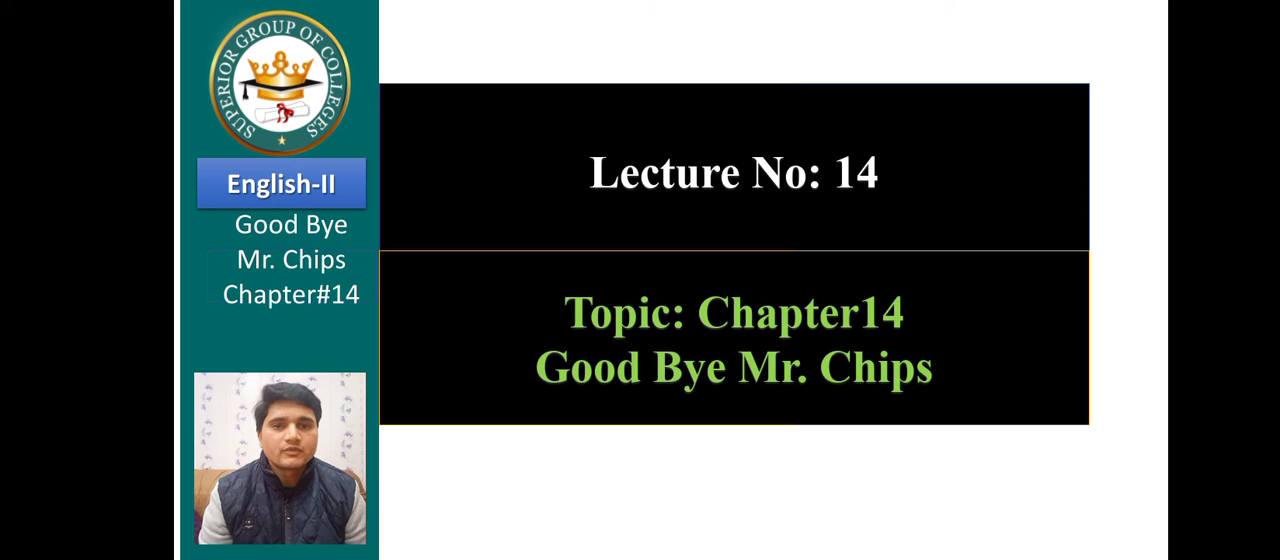 SUPERIOR GROUP OF COLLEGES
English-II
Good Bye
Mr. Chips
Chapter#14
Lecture No: 14
Topic: Chapter14
Good Bye Mr. Chips